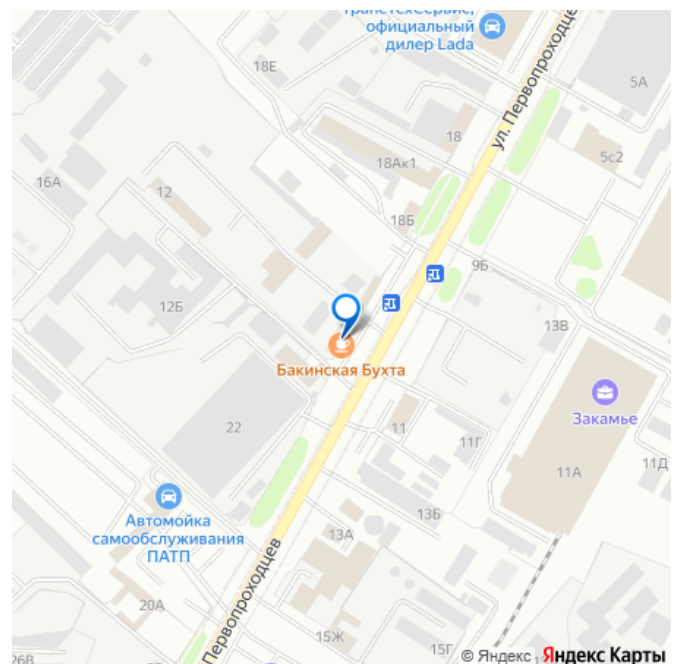 ТрансТехСервис,
официальный
дилер Lada
ул. Первопроходцев
18Е
5А
18
5с2
18Ак1
16А
12
18Б
9Б
12Б
13В
Бакинская Бухта
Закамье
22
11
11Г
11Д
11А
Автомойка
самообслуживания
ПАТП
13Б
13А
Первопроходцев
20А
15Ж
15Г
26В
© Яндекс Яндекс Карты